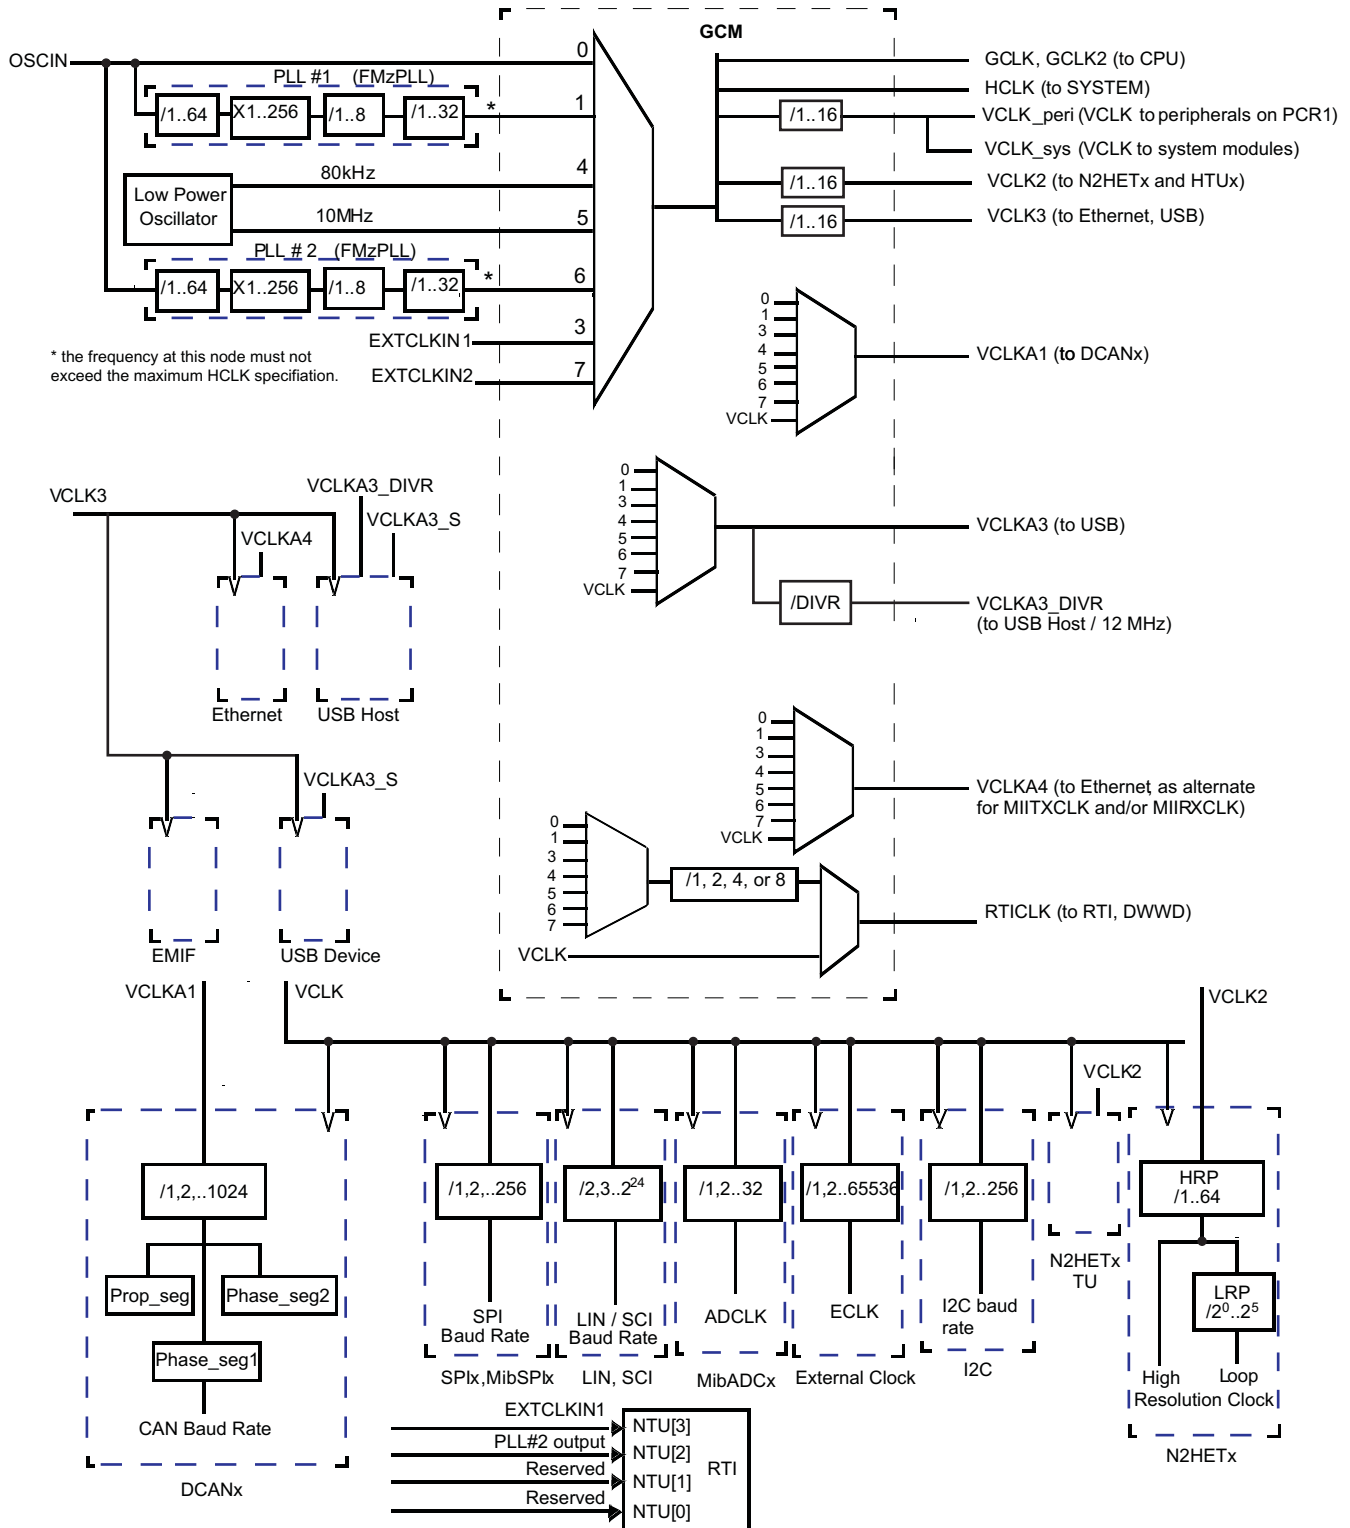 GCM
OSCIN
0
PLL #1 (FMzPLL)
/1..64
X1..256
/1..8
/1..32
*
1
80kHz
4
Low Power
Oscillator
10MHz
5
PLL # 2 (FMzPLL)
/1..64
X1..256
/1..8
/1..32
*
6
EXTCLKIN1
3
EXTCLKIN2
7
* the frequency at this node must not
exceed the maximum HCLK specifiation.
GCLK, GCLK2 (to CPU)
HCLK (to SYSTEM)
/1..16
VCLK_peri (VCLK to peripherals on PCR1)
VCLK_sys (VCLK to system modules)
/1..16
VCLK2 (to N2HETx and HTUx)
/1..16
VCLK3 (to Ethernet, USB)
0
1
3
4
5
6
7
VCLK
VCLKA1 (to DCANx)
0
1
3
4
5
6
7
VCLK
VCLKA3 (to USB)
/DIVR
VCLKA3_DIVR
(to USB Host / 12 MHz)
0
1
3
4
5
6
7
VCLK
VCLKA4 (to Ethernet, as alternate
for MIITXCLK and/or MIIRXCLK)
0
1
3
4
5
6
7
/1, 2, 4, or 8
VCLK
RTICLK (to RTI, DWWD)
VCLK3
VCLKA3_DIVR
VCLKA3_S
VCLKA4
Ethernet
USB Host
VCLKA3_S
EMIF
USB Device
VCLKA1
VCLK
VCLK2
VCLK2
/1,2,..1024
Prop_seg
Phase_seg2
Phase_seg1
CAN Baud Rate
DCANx
/1,2,..256
SPI
Baud Rate
SPIx,MibSPIx
/2,3..2²⁴
LIN / SCI
Baud Rate
LIN, SCI
/1,2..32
ADCLK
MibADCx
/1,2..65536
ECLK
External Clock
/1,2..256
I2C baud
rate
I2C
N2HETx
TU
HRP
/1..64
LRP
/2⁰..2⁵
High
Loop
Resolution Clock
N2HETx
EXTCLKIN1
NTU[3]
PLL#2 output
NTU[2]
RTI
Reserved
NTU[1]
Reserved
NTU[0]